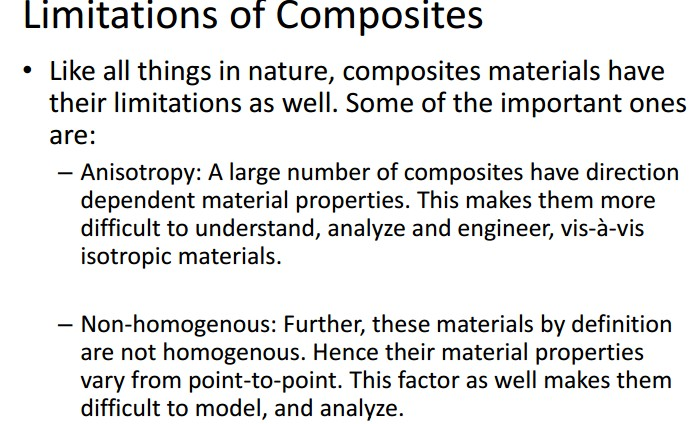 Limitations of Composites
• Like all things in nature, composites materials have
their limitations as well. Some of the important ones
are:
– Anisotropy: A large number of composites have direction
dependent material properties. This makes them more
difficult to understand, analyze and engineer, vis-à-vis
isotropic materials.
– Non-homogenous: Further, these materials by definition
are not homogenous. Hence their material properties
vary from point-to-point. This factor as well makes them
difficult to model, and analyze.